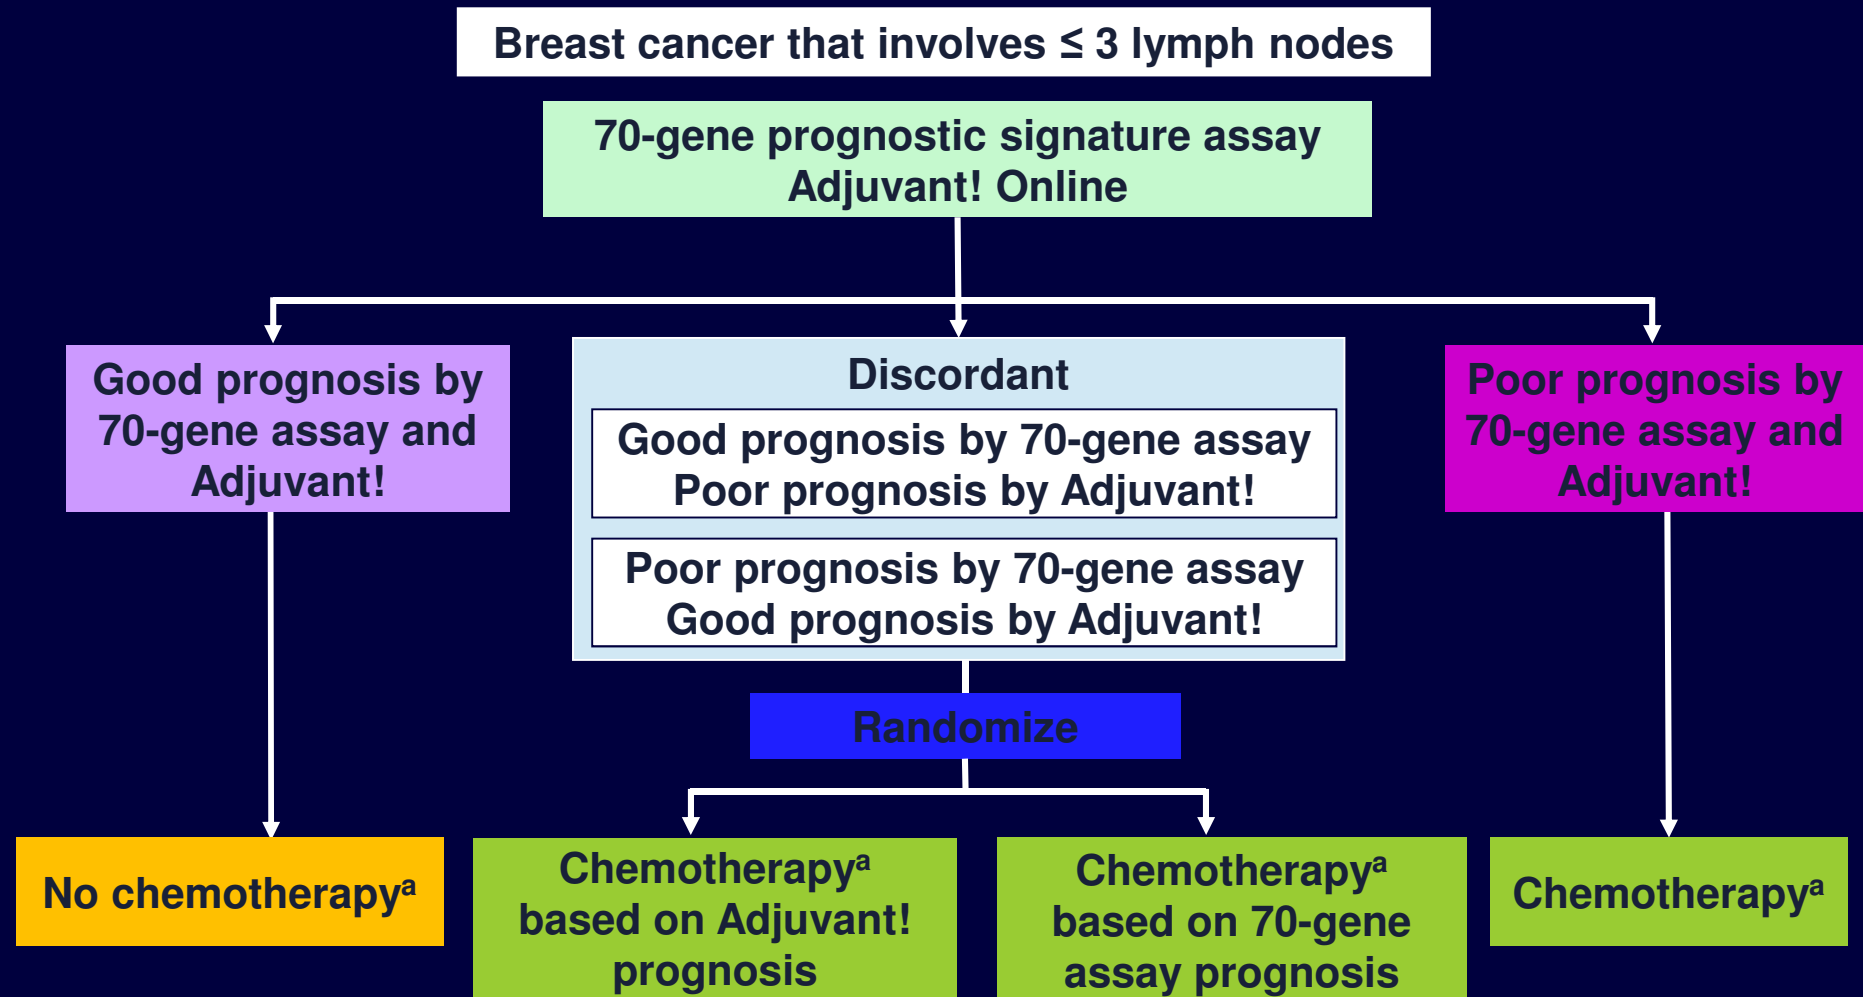 Breast cancer that involves ≤ 3 lymph nodes
70-gene prognostic signature assay
Adjuvant! Online
Good prognosis by
70-gene assay and
Adjuvant!
Discordant
Good prognosis by 70-gene assay
Poor prognosis by Adjuvant!
Poor prognosis by 70-gene assay
Good prognosis by Adjuvant!
Poor prognosis by
70-gene assay and
Adjuvant!
Randomize
No chemotherapyᵃ
Chemotherapyᵃ
based on Adjuvant!
prognosis
Chemotherapyᵃ
based on 70-gene
assay prognosis
Chemotherapyᵃ